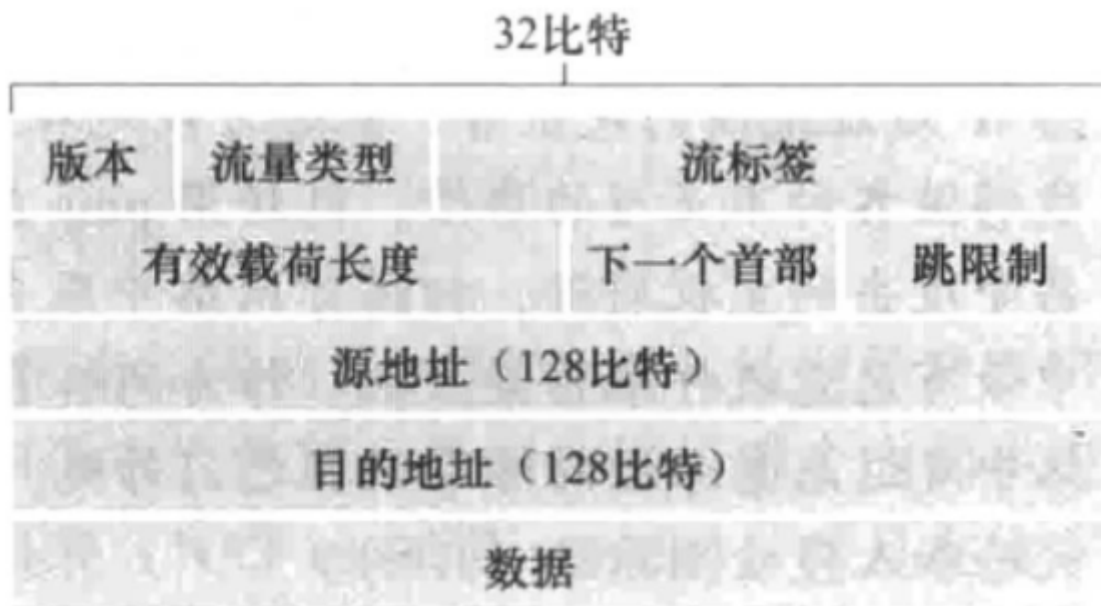 32比特
版本 流量类型 流标签
有效载荷长度 下一个首部 跳限制
源地址（128比特）
目的地址（128比特）
数据